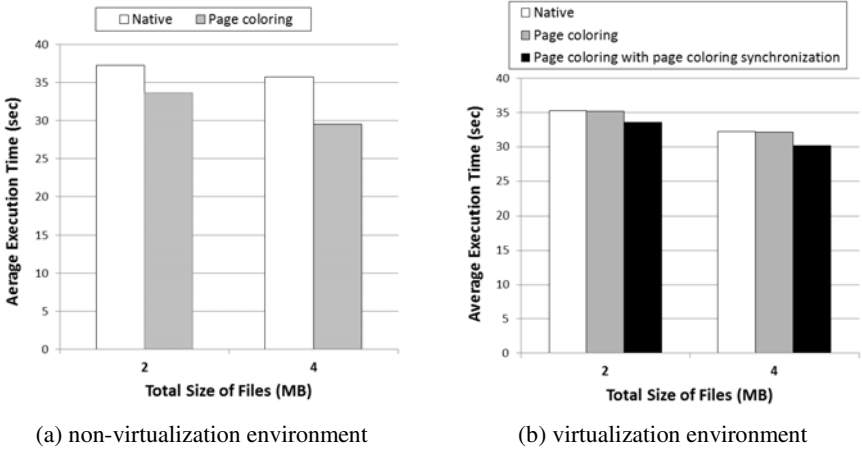 Native Page coloring
40
35
30
25
20
15
10
5
0
Aerage Execution Time (sec)
2 4
Total Size of Files (MB)
(a) non-virtualization environment
Native
Page coloring
Page coloring with page coloring synchronization
40
35
30
25
20
15
10
5
0
Average Execution Time (sec)
2 4
Total Size of Files (MB)
(b) virtualization environment